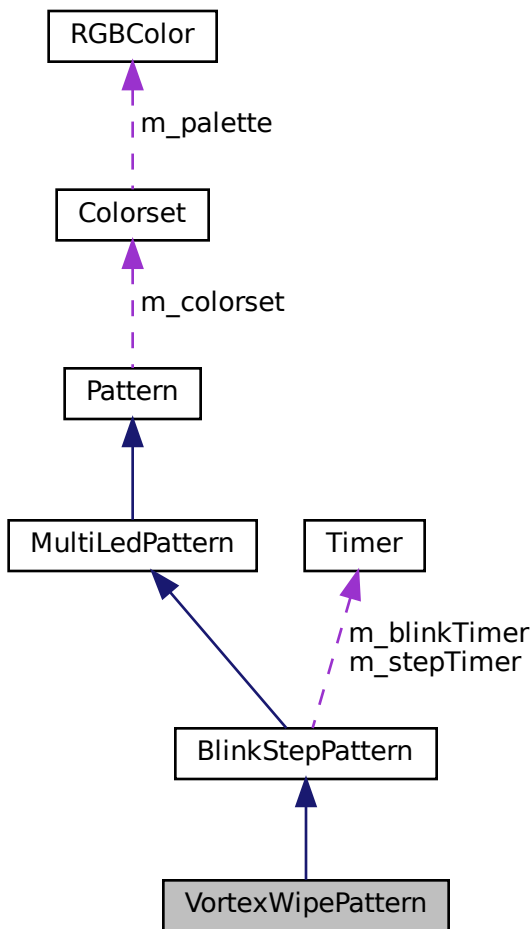 RGBColor
m_palette
Colorset
m_colorset
Pattern
MultiLedPattern
Timer
m_blinkTimer
m_stepTimer
BlinkStepPattern
VortexWipePattern